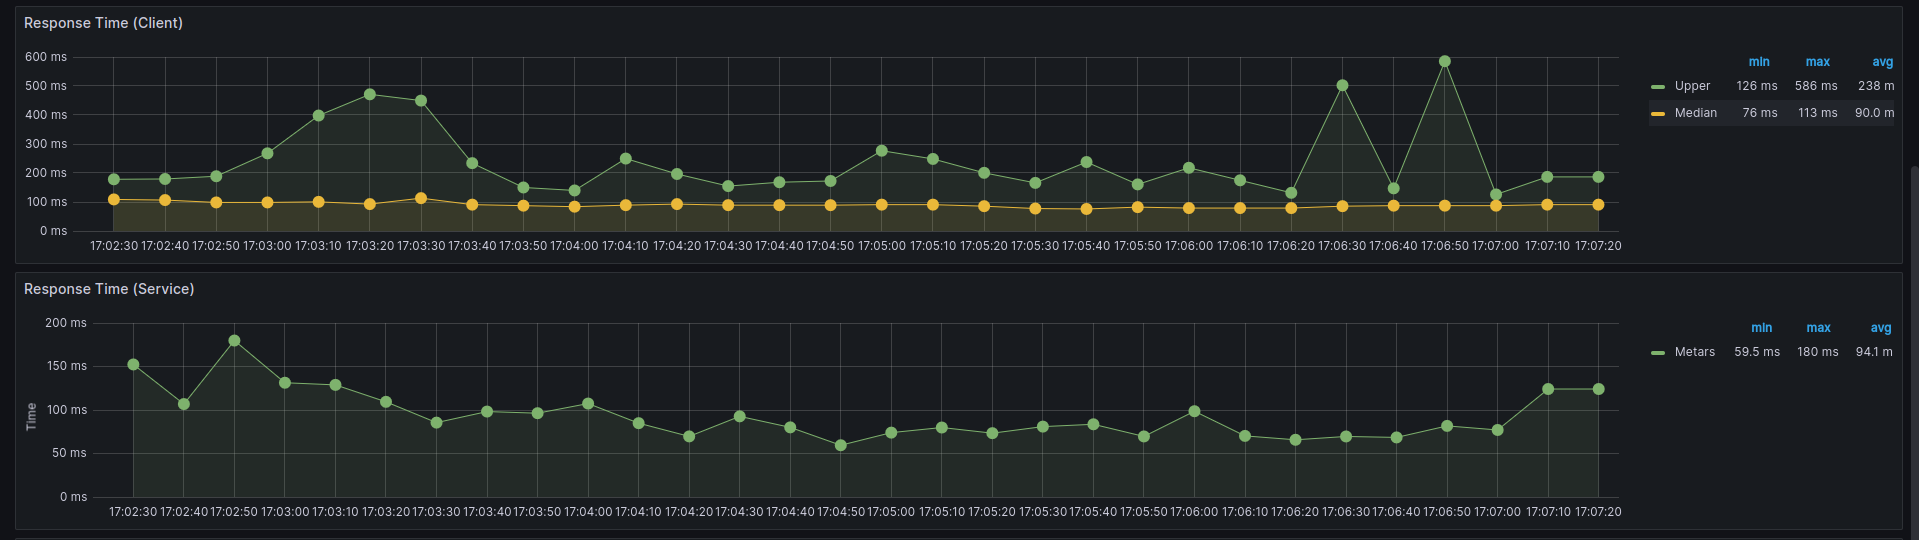 Response Time (Client)
600 ms
500 ms
400 ms
300 ms
200 ms
100 ms
0 ms
17:02:30 17:02:40 17:02:50 17:03:00 17:03:10 17:03:20 17:03:30 17:03:40 17:03:50 17:04:00 17:04:10 17:04:20 17:04:30 17:04:40 17:04:50 17:05:00 17:05:10 17:05:20 17:05:30 17:05:40 17:05:50 17:06:00 17:06:10 17:06:20 17:06:30 17:06:40 17:06:50 17:07:00 17:07:10 17:07:20
min max avg
Upper 126 ms 586 ms 238 m
Median 76 ms 113 ms 90.0 m
Response Time (Service)
Time
200 ms
150 ms
100 ms
50 ms
0 ms
17:02:30 17:02:40 17:02:50 17:03:00 17:03:10 17:03:20 17:03:30 17:03:40 17:03:50 17:04:00 17:04:10 17:04:20 17:04:30 17:04:40 17:04:50 17:05:00 17:05:10 17:05:20 17:05:30 17:05:40 17:05:50 17:06:00 17:06:10 17:06:20 17:06:30 17:06:40 17:06:50 17:07:00 17:07:10 17:07:20
min max avg
Metars 59.5 ms 180 ms 94.1 m